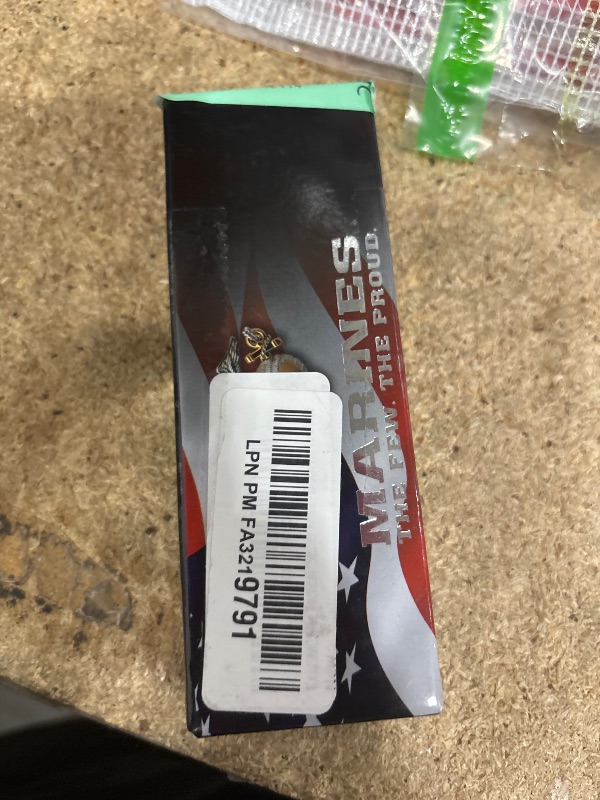 MARINES
THE FEW. THE PROUD.
LPN PM FA3219791